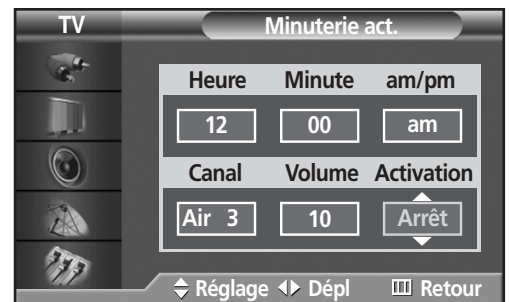 TV Minuterie act.
Heure Minute am/pm
12 00 am
Canal Volume Activation
Air 3 10 Arrêt
Réglage Dépl Retour